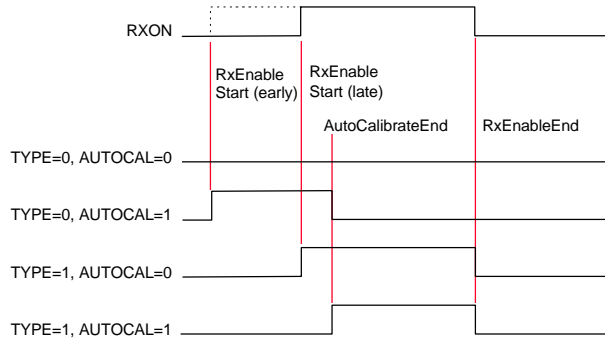 RXON
RxEnable
Start (early)
RxEnable
Start (late)
AutoCalibrateEnd
RxEnableEnd
TYPE=0, AUTOCAL=0
TYPE=0, AUTOCAL=1
TYPE=1, AUTOCAL=0
TYPE=1, AUTOCAL=1